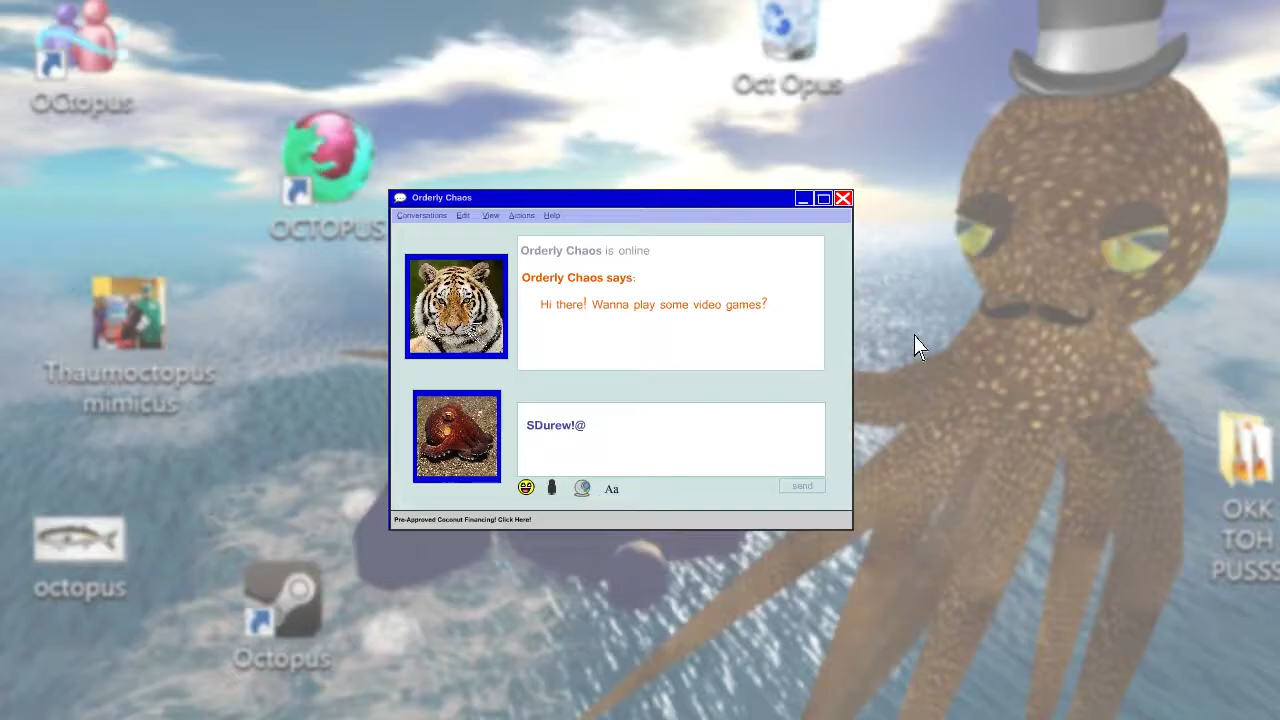 OCtopus
Oct Opus
OCTOPUS
Thaumoctopus
mimicus
octopus
Octopus
OKK
TOH
PUSSS
Orderly Chaos
Conversations Edit View Actions Help
Orderly Chaos is online
Orderly Chaos says:
Hi there! Wanna play some video games?
SDurew!@
Aa
send
Pre-Approved Coconut Financing! Click Here!